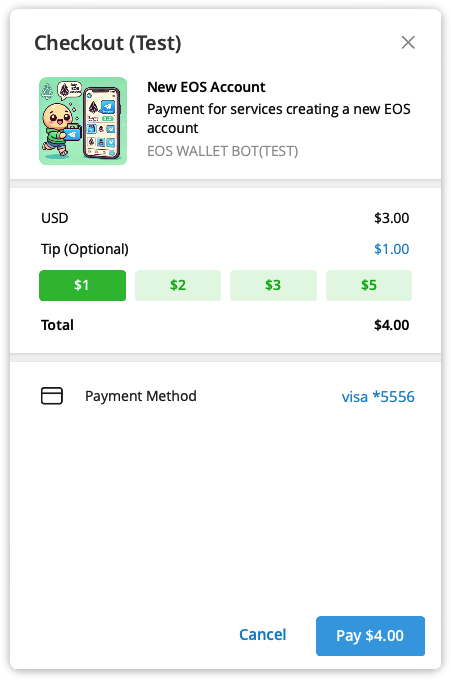 Checkout (Test)
New EOS Account
Payment for services creating a new EOS
account
EOS WALLET BOT(TEST)
USD $3.00
Tip (Optional) $1.00
$1 $2 $3 $5
Total $4.00
Payment Method visa *5556
Cancel Pay $4.00